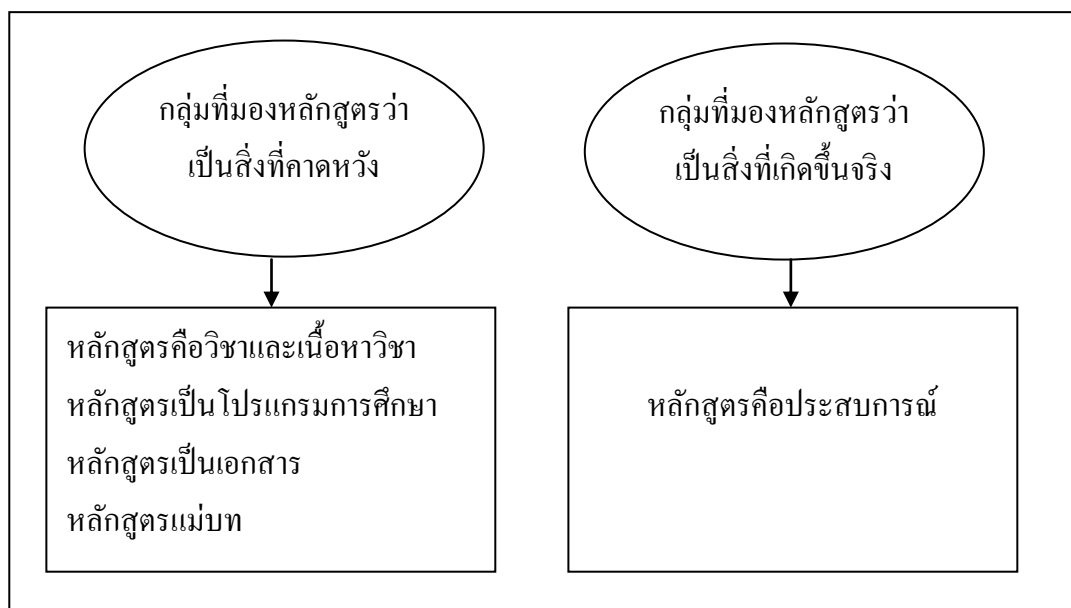 กลุ่มที่มองหลักสูตรว่า
เป็นสิ่งที่คาดหวัง
กลุ่มที่มองหลักสูตรว่า
เป็นสิ่งที่เกิดขึ้นจริง
หลักสูตรคือวิชาและเนื้อหาวิชา
หลักสูตรเป็นโปรแกรมการศึกษา
หลักสูตรเป็นเอกสาร
หลักสูตรแม่บท
หลักสูตรคือประสบการณ์